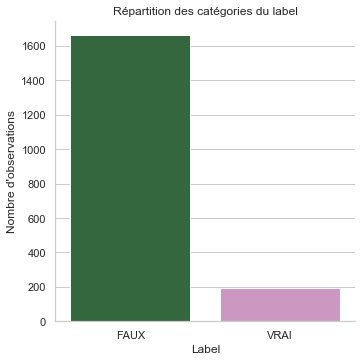 Répartition des catégories du label
1600
1400
1200
1000
800
600
400
200
0
Nombre d'observations
FAUX
VRAI
Label